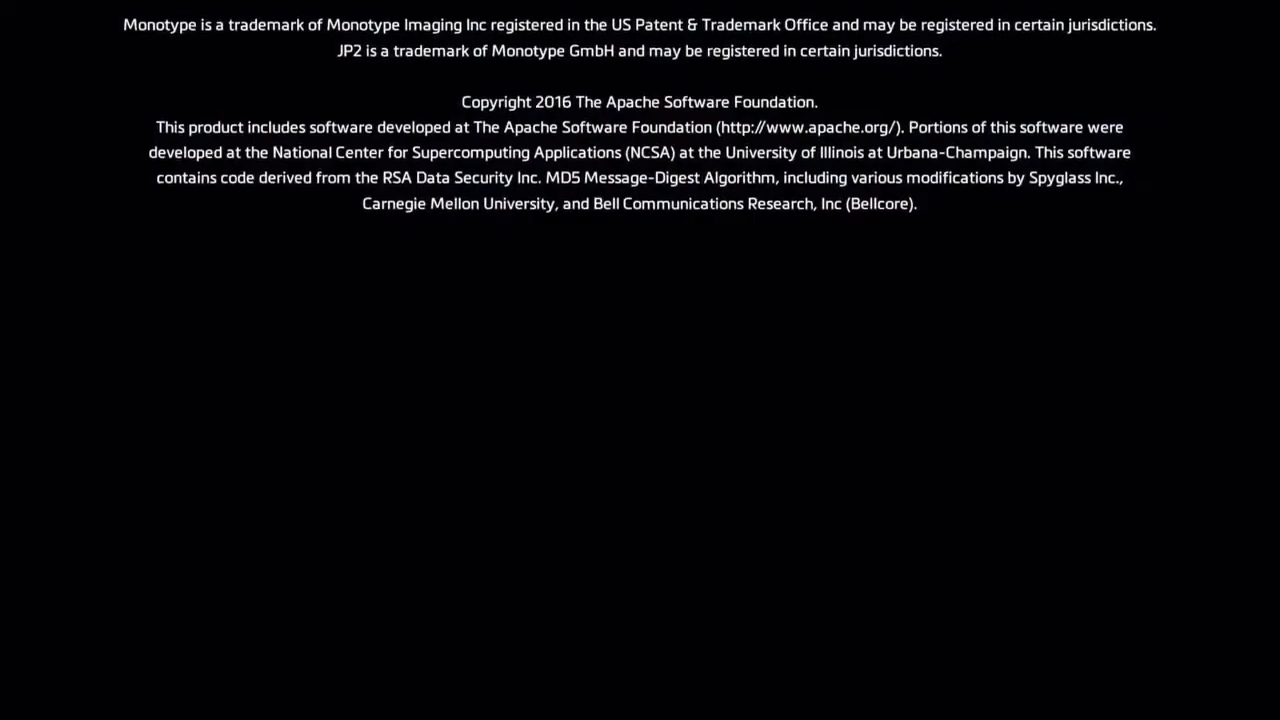 Monotype is a trademark of Monotype Imaging Inc registered in the US Patent & Trademark Office and may be registered in certain jurisdictions.
JP2 is a trademark of Monotype GmbH and may be registered in certain jurisdictions.
Copyright 2016 The Apache Software Foundation.
This product includes software developed at The Apache Software Foundation (http://www.apache.org/). Portions of this software were
developed at the National Center for Supercomputing Applications (NCSA) at the University of Illinois at Urbana-Champaign. This software
contains code derived from the RSA Data Security Inc. MD5 Message-Digest Algorithm, including various modifications by Spyglass Inc.,
Carnegie Mellon University, and Bell Communications Research, Inc (Bellcore).